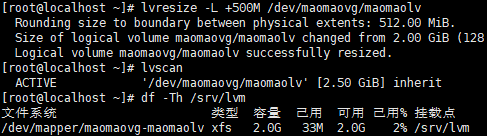 [root@localhost ~]# lvresize -L +500M /dev/maomaovg/maomaolv
Rounding size to boundary between physical extents: 512.00 MiB.
Size of logical volume maomaovg/maomaolv changed from 2.00 GiB (128
Logical volume maomaovg/maomaolv successfully resized.
[root@localhost ~]# lvscan
ACTIVE '/dev/maomaovg/maomaolv' [2.50 GiB] inherit
[root@localhost ~]# df -Th /srv/lvm
文件系统 类型 容量 已用 可用 已用% 挂载点
/dev/mapper/maomaovg-maomaolv xfs 2.0G 33M 2.0G 2% /srv/lvm